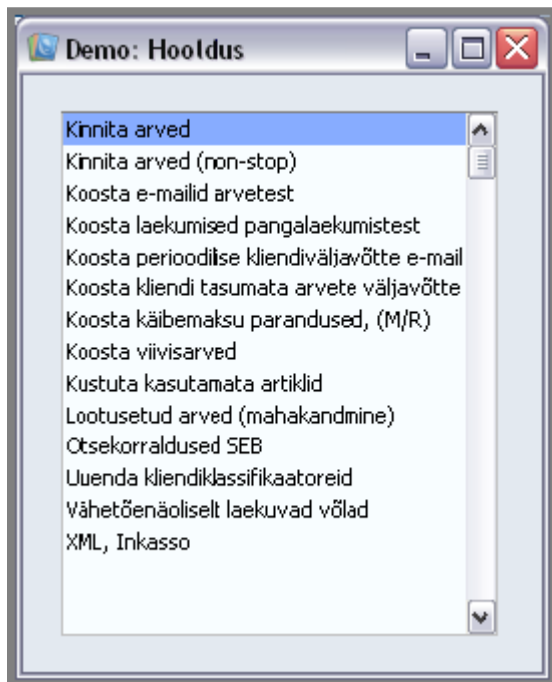 Demo: Hooldus
Kinnita arved
Kinnita arved (non-stop)
Koosta e-mailid arvetest
Koosta laekumised pangalaekumistest
Koosta perioodilise kliendiväljavõtte e-mail
Koosta kliendi tasumata arvete väljavõtte
Koosta käibemaksu parandused, (M/R)
Koosta viivisarved
Kustuta kasutamata artiklid
Lootusetud arved (mahakandmine)
Otsekorraldused SEB
Uuenda kliendiklassifikaatoreid
Vähetõenäoliselt laekuvad võlad
XML, Inkasso